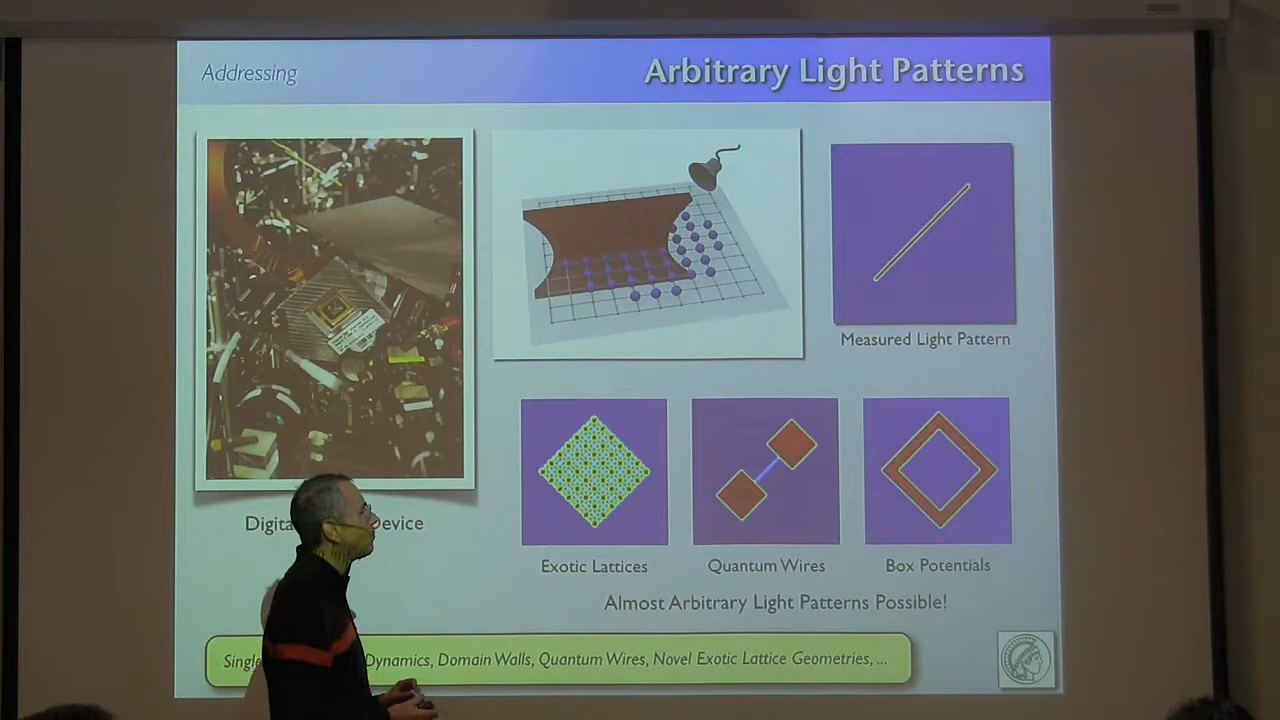 Addressing
Arbitrary Light Patterns
Measured Light Pattern
Digita evice
Exotic Lattices
Quantum Wires
Box Potentials
Almost Arbitrary Light Patterns Possible!
Single Dynamics, Domain Walls, Quantum Wires, Novel Exotic Lattice Geometries, ...